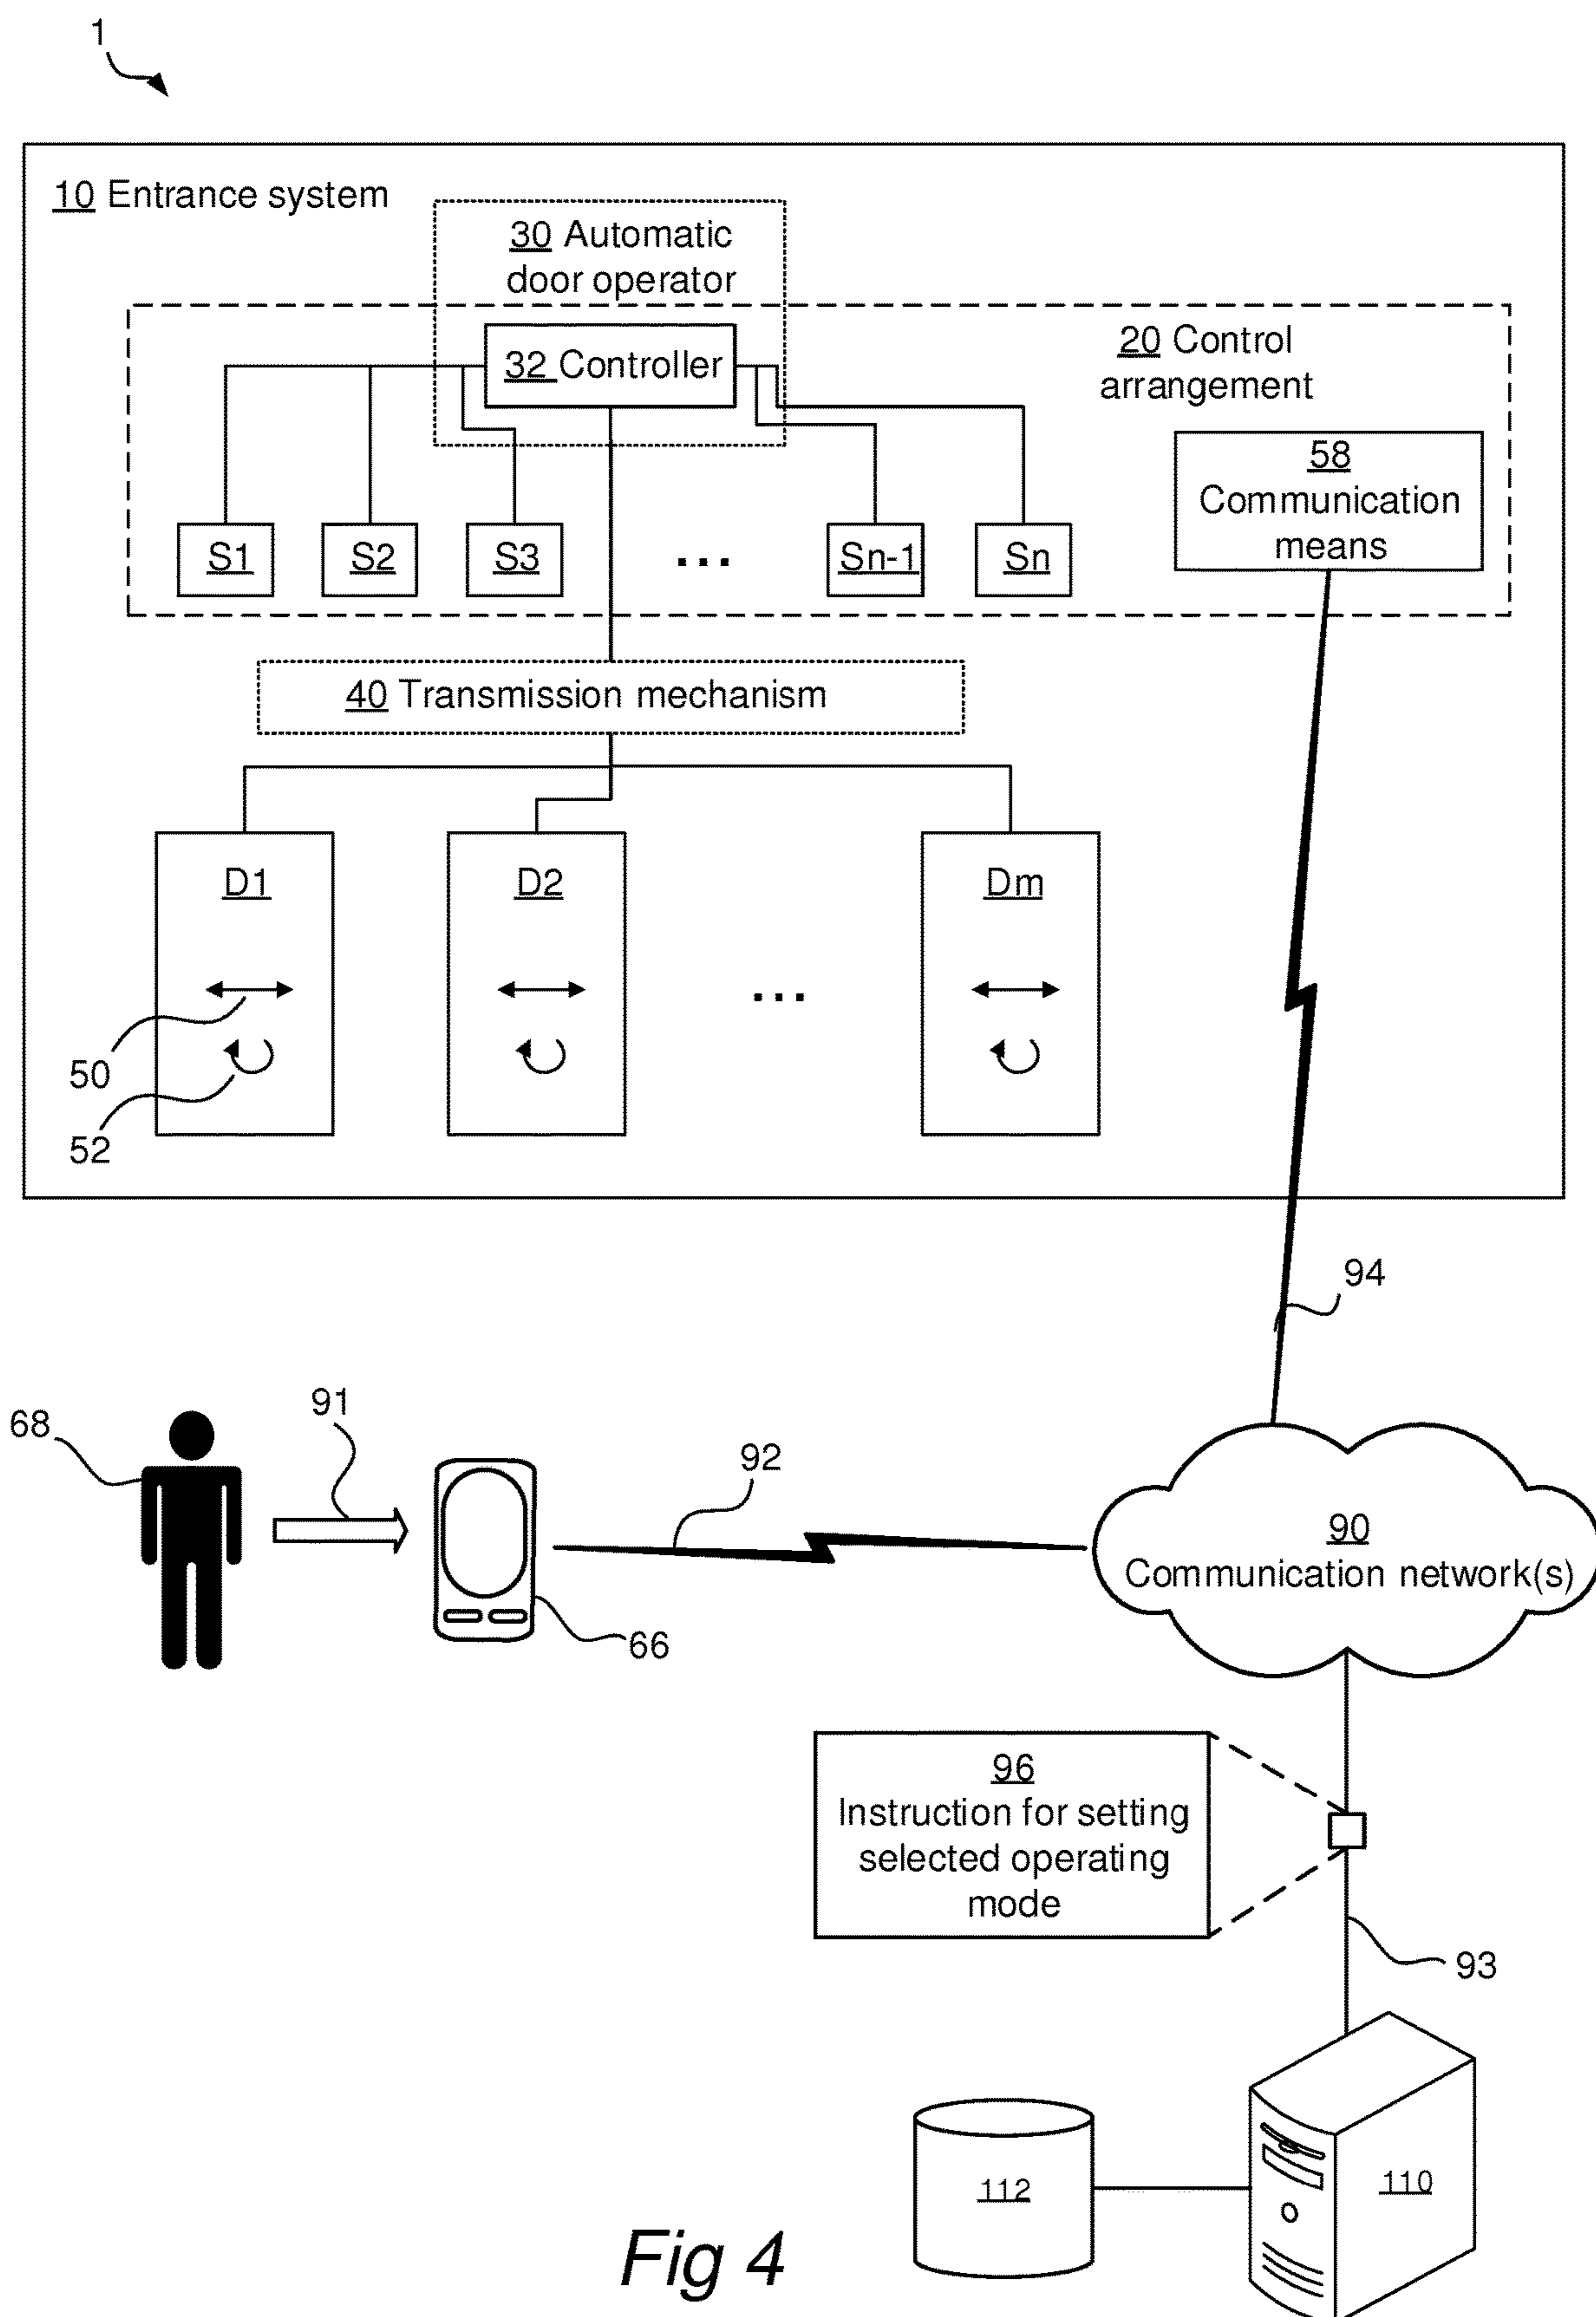 1
10 Entrance system
30 Automatic
door operator
20 Control
arrangement
32 Controller
58
Communication
means
S1 S2 S3 ... Sn-1 Sn
40 Transmission mechanism
D1 D2 ... Dm
50
52
94
68
91
92
66
90
Communication network(s)
96
Instruction for setting
selected operating
mode
93
112
110
Fig 4